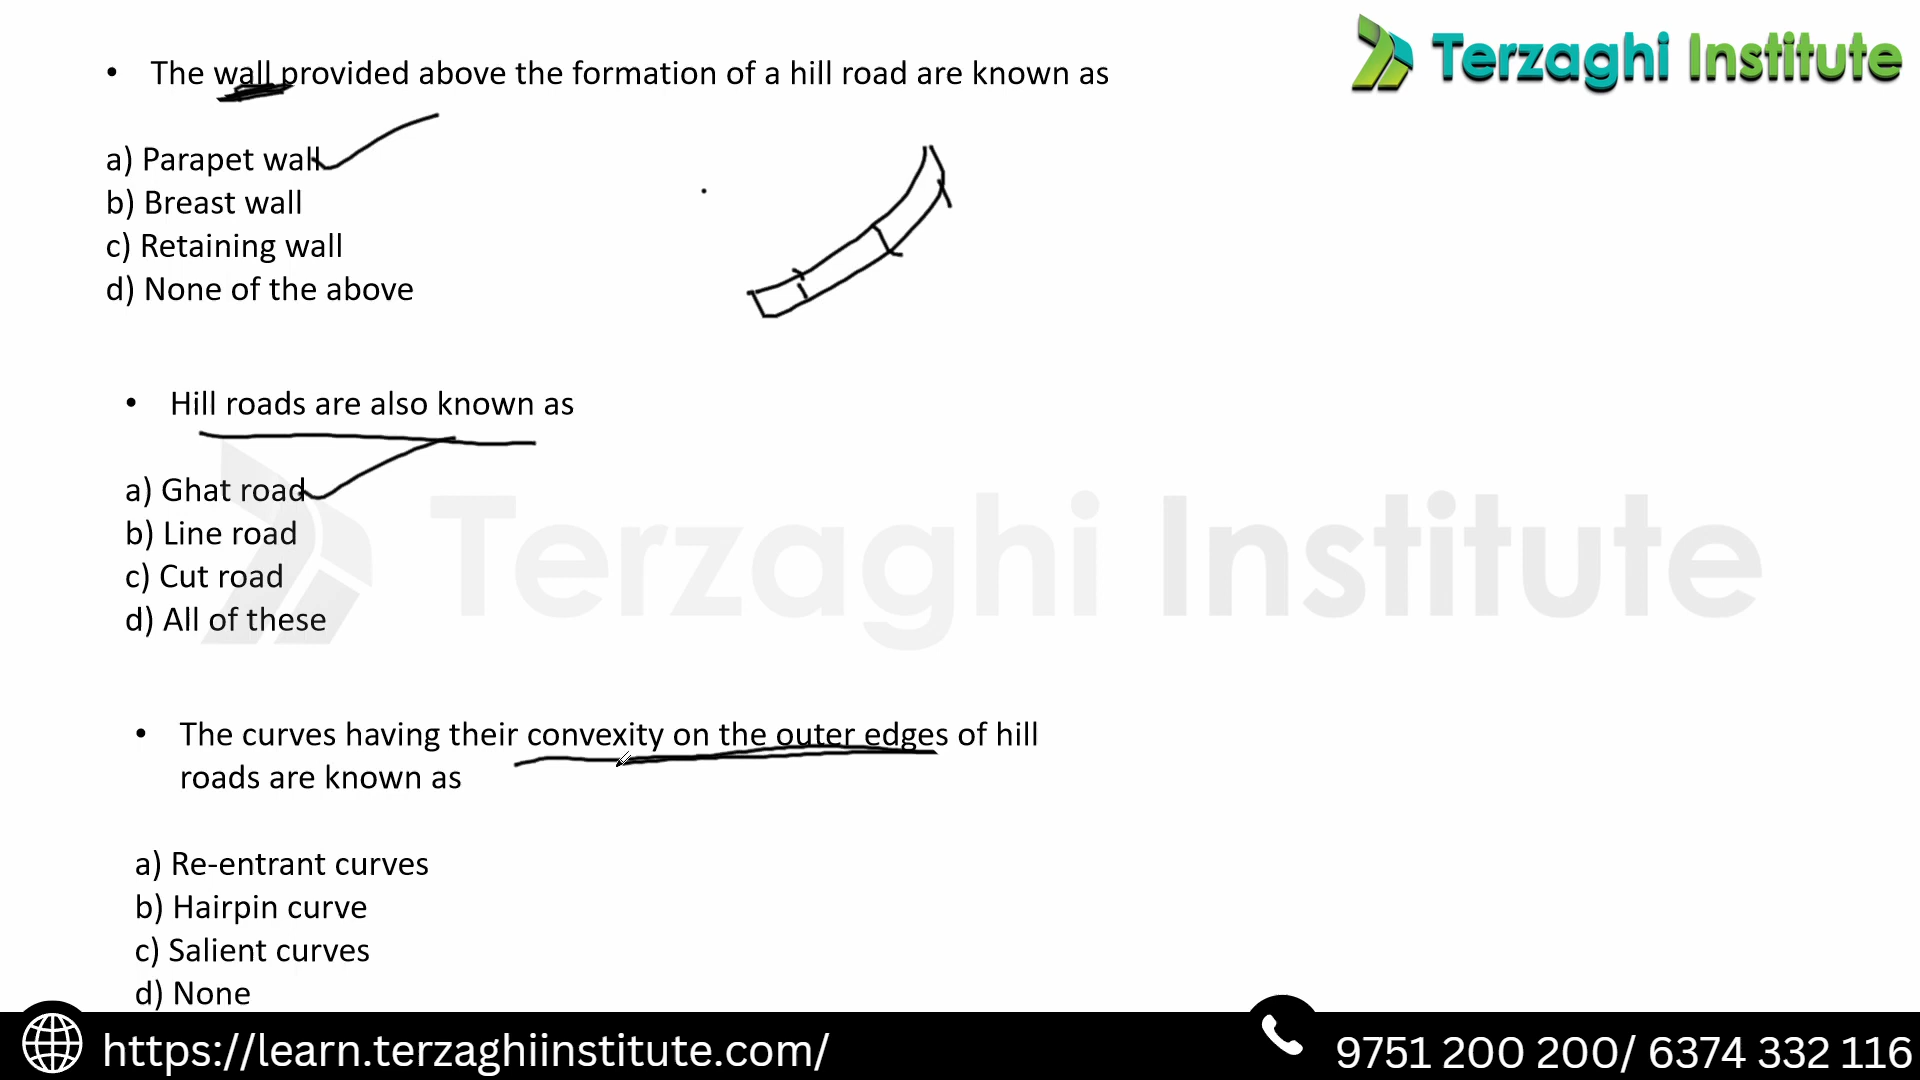 Terzaghi Institute
• The wall provided above the formation of a hill road are known as
a) Parapet wall
b) Breast wall
c) Retaining wall
d) None of the above
• Hill roads are also known as
a) Ghat road
b) Line road
c) Cut road
d) All of these
Terzaghi Institute
• The curves having their convexity on the outer edges of hill
roads are known as
a) Re-entrant curves
b) Hairpin curve
c) Salient curves
d) None
https://learn.terzaghiinstitute.com/
9751 200 200/ 6374 332 116